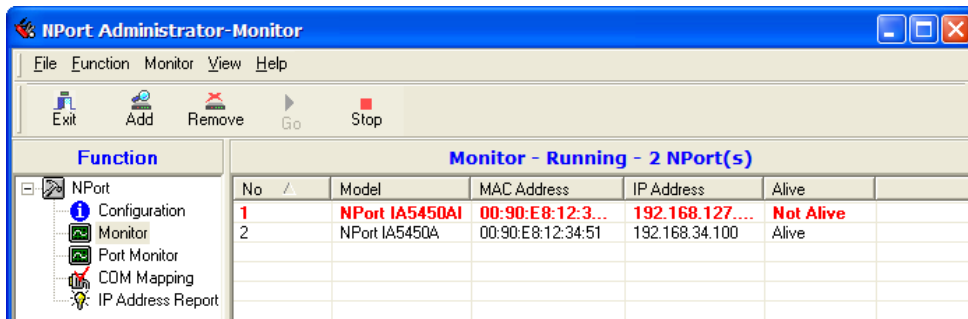 NPort Administrator-Monitor
File Function Monitor View Help
Exit Add Remove Go Stop
Function
Monitor - Running - 2 NPort(s)
NPort
Configuration
Monitor
Port Monitor
COM Mapping
IP Address Report
No Model MAC Address IP Address Alive
1 NPort IA5450AI 00:90:E8:12:3... 192.168.127.... Not Alive
2 NPort IA5450A 00:90:E8:12:34:51 192.168.34.100 Alive